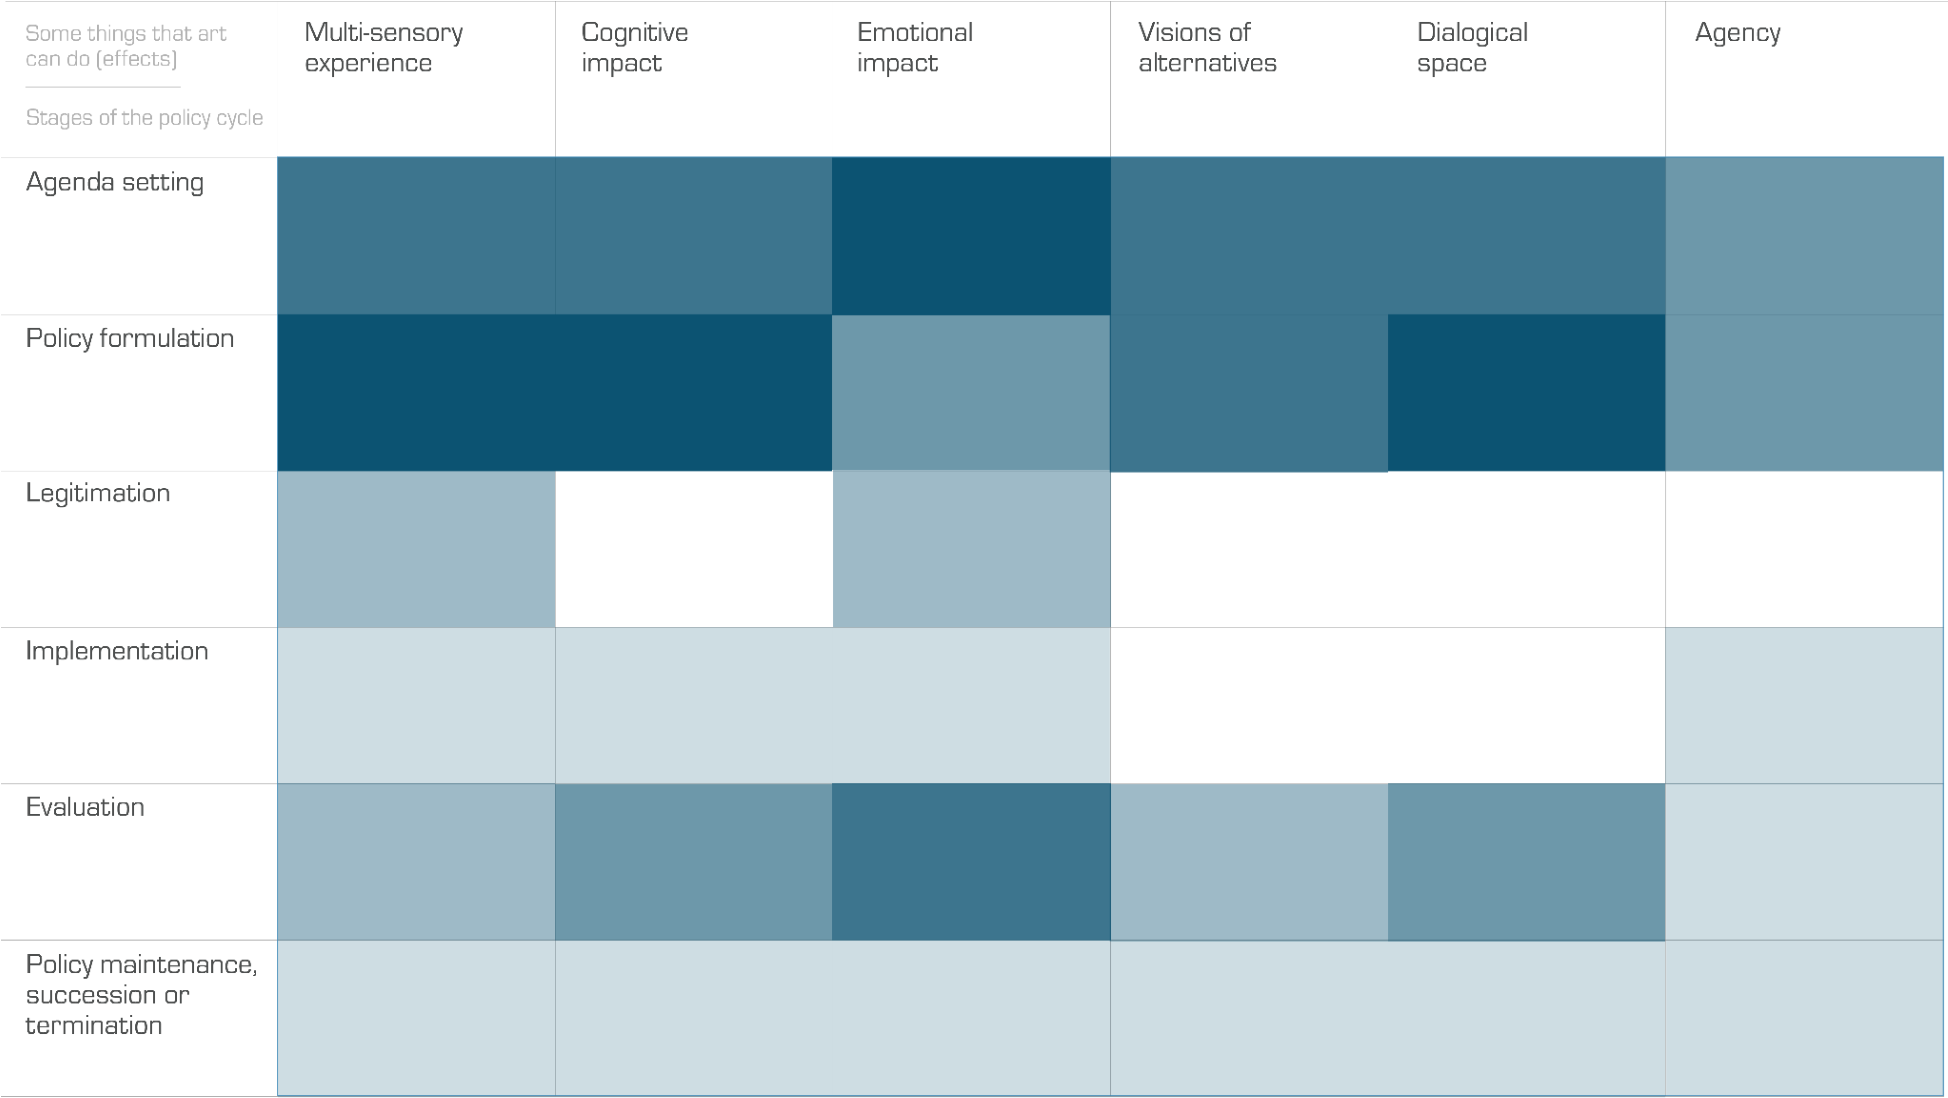 Some things that art
can do (effects)
Stages of the policy cycle
Multi-sensory
experience
Cognitive
impact
Emotional
impact
Visions of
alternatives
Dialogical
space
Agency
Agenda setting
Policy formulation
Legitimation
Implementation
Evaluation
Policy maintenance,
succession or
termination